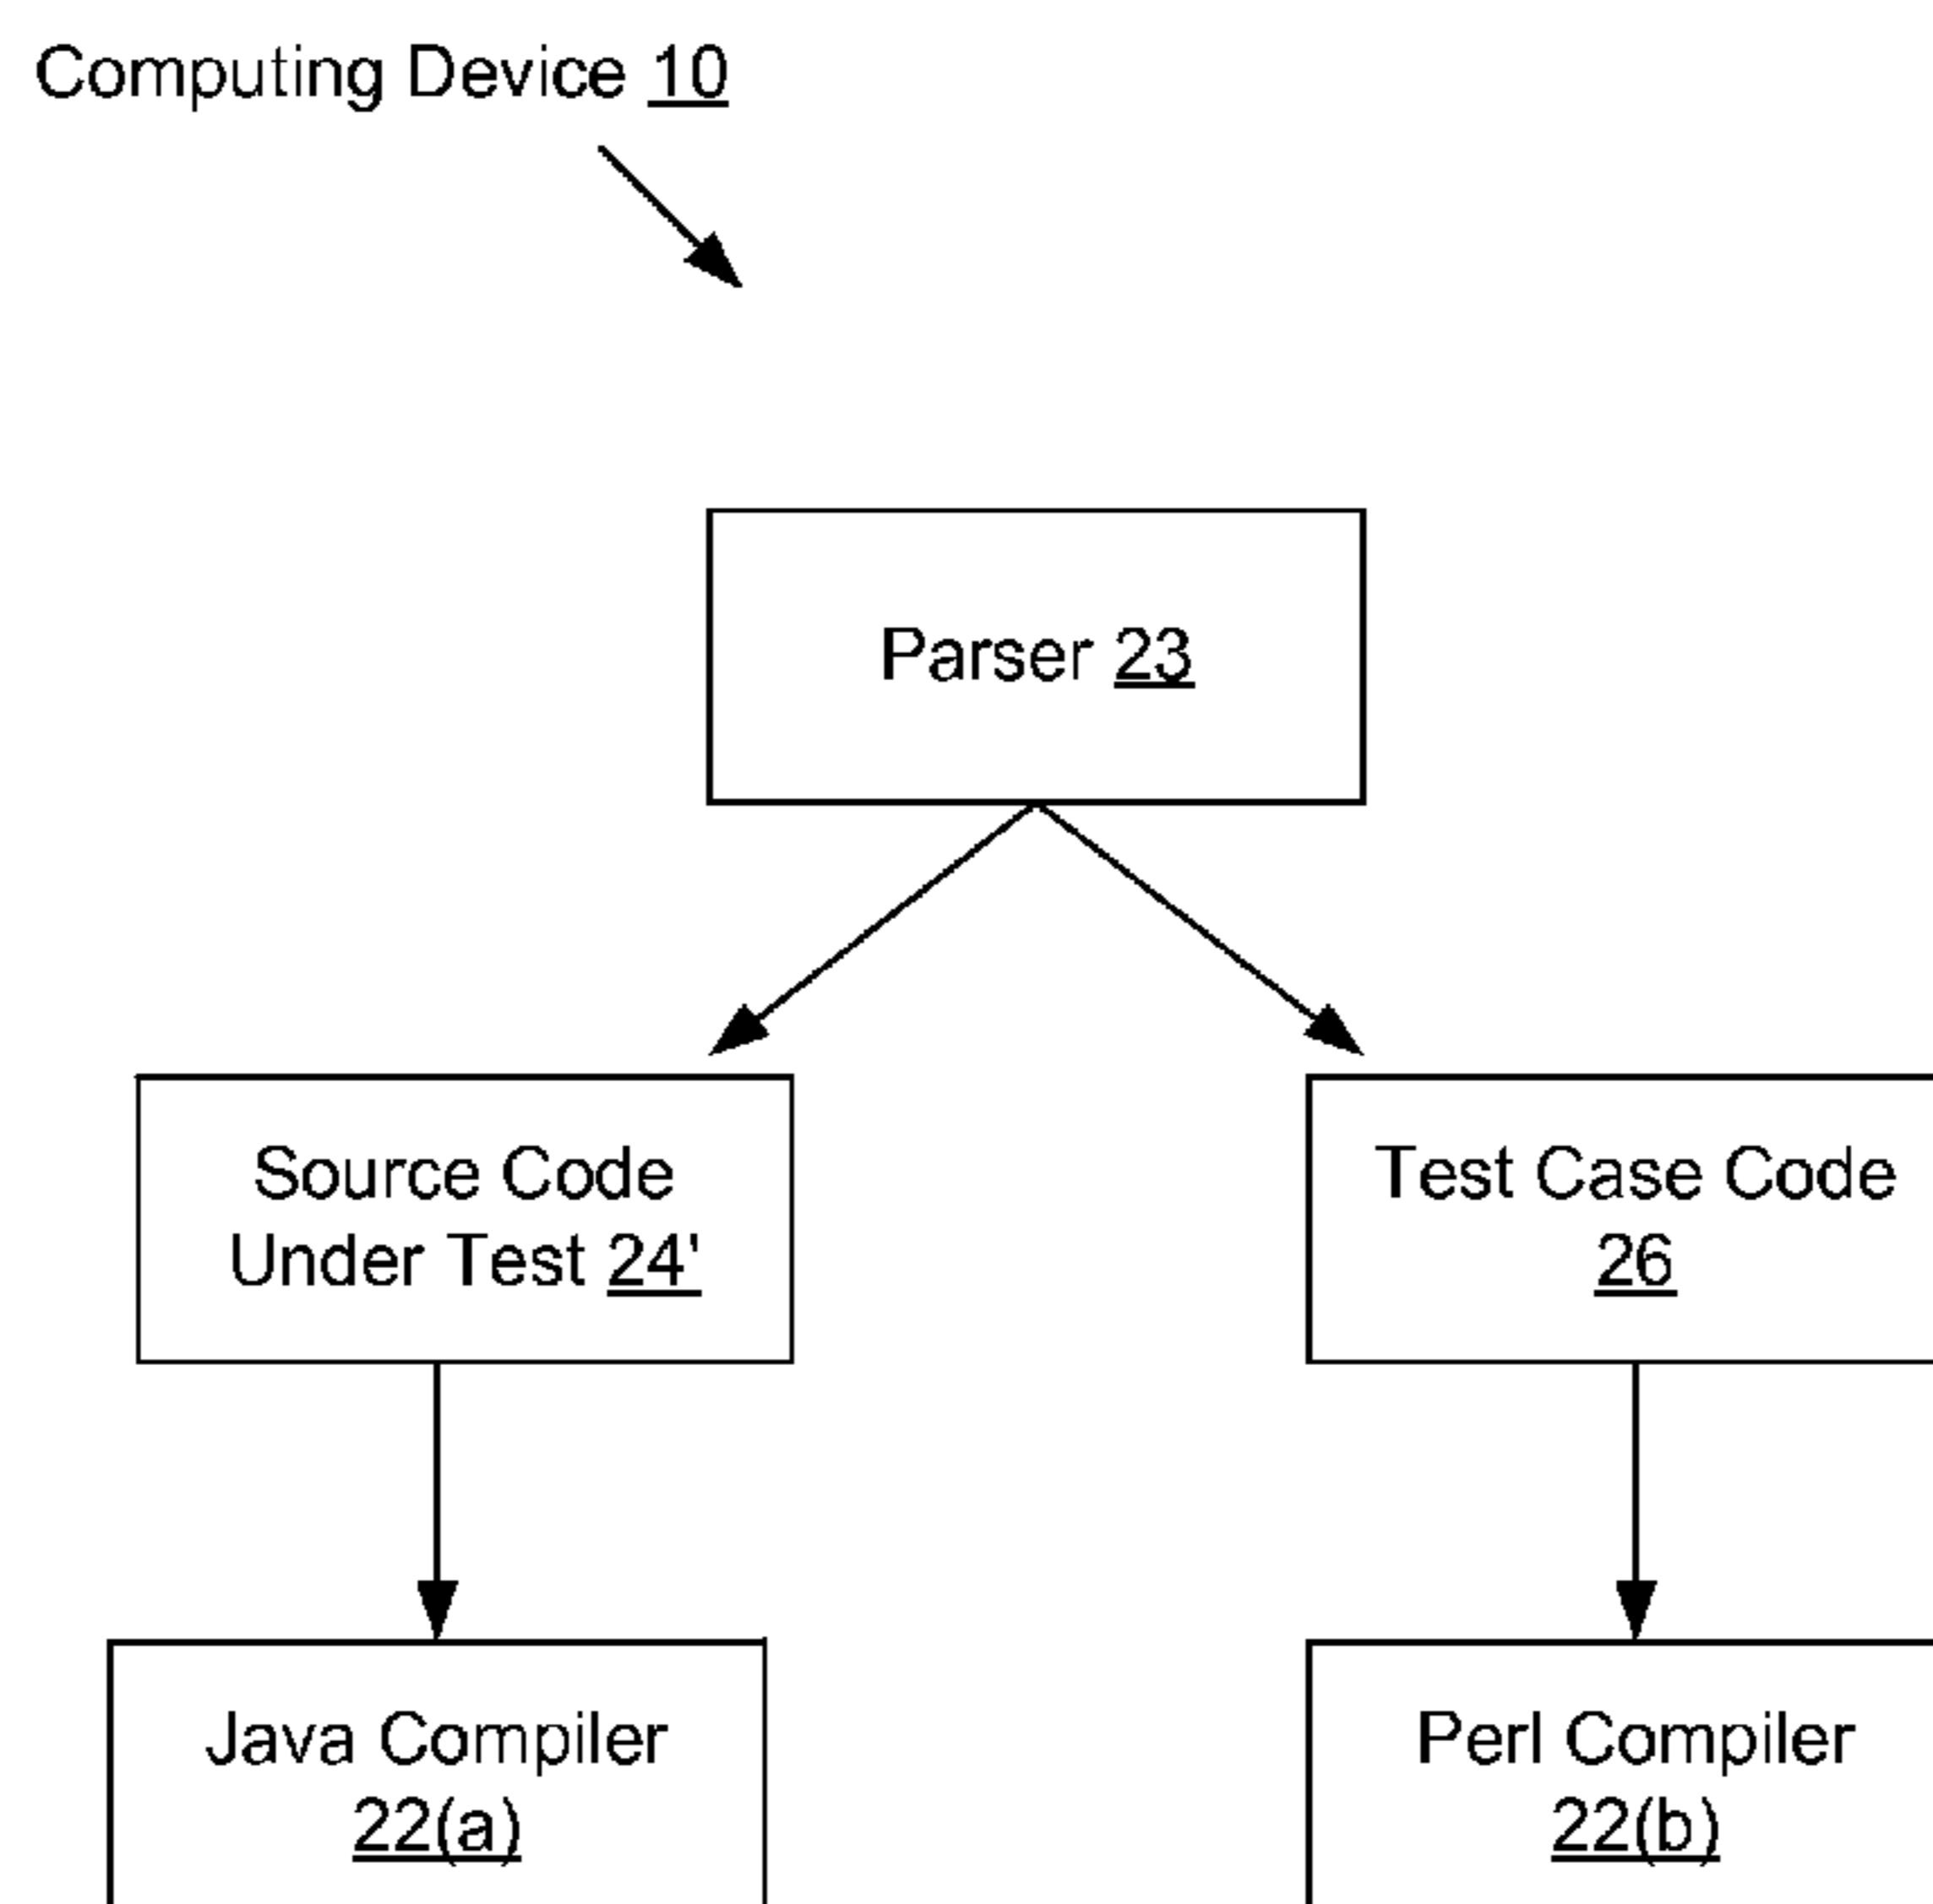 Computing Device 10
Parser 23
Source Code
Under Test 24'
Test Case Code
26
Java Compiler
22(a)
Perl Compiler
22(b)